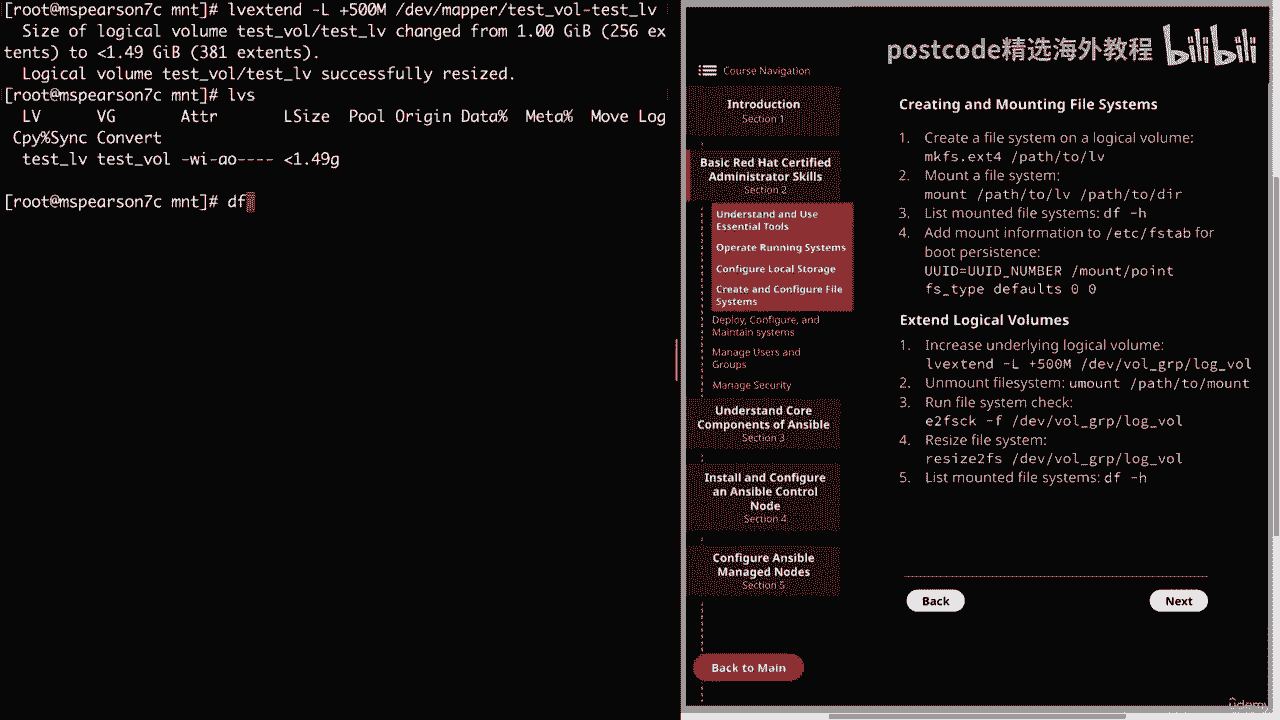 [root@mspearson7c mnt]# lvextend -L +500M /dev/mapper/test_vol-test_lv
  Size of logical volume test_vol/test_lv changed from 1.00 GiB (256 ex
tents) to <1.49 GiB (381 extents).
  Logical volume test_vol/test_lv successfully resized.
[root@mspearson7c mnt]# lvs
  LV      VG       Attr       LSize  Pool Origin Data%  Meta%  Move Log
 Cpy%Sync Convert
  test_lv test_vol -wi-ao---- <1.49g
[root@mspearson7c mnt]# df
postcode精选海外教程 bilibili
Course Navigation
Introduction
Section 1
Basic Red Hat Certified
Administrator Skills
Section 2
Understand and Use
Essential Tools
Operate Running Systems
Configure Local Storage
Create and Configure File
Systems
Deploy, Configure, and
Maintain systems
Manage Users and
Groups
Manage Security
Understand Core
Components of Ansible
Section 3
Install and Configure
an Ansible Control
Node
Section 4
Configure Ansible
Managed Nodes
Section 5
Back to Main
Creating and Mounting File Systems
1. Create a file system on a logical volume:
mkfs.ext4 /path/to/lv
2. Mount a file system:
mount /path/to/lv /path/to/dir
3. List mounted file systems: df -h
4. Add mount information to /etc/fstab for
boot persistence:
UUID=UUID_NUMBER /mount/point
fs_type defaults 0 0
Extend Logical Volumes
1. Increase underlying logical volume:
lvextend -L +500M /dev/vol_grp/log_vol
2. Unmount filesystem: umount /path/to/mount
3. Run file system check:
e2fsck -f /dev/vol_grp/log_vol
4. Resize file system:
resize2fs /dev/vol_grp/log_vol
5. List mounted file systems: df -h
Back
Next
ûdemy